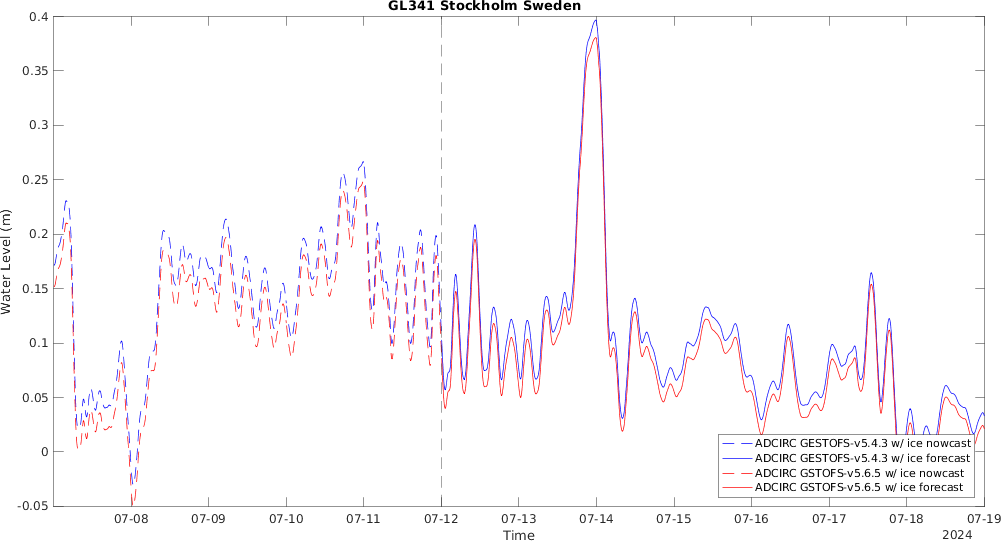 GL341 Stockholm Sweden
0.4
0.35
0.3
0.25
0.2
0.15
0.1
0.05
0
-0.05
Water Level (m)
07-08 07-09 07-10 07-11 07-12 07-13 07-14 07-15 07-16 07-17 07-18 07-19
Time
2024
ADCIRC GESTOFS-v5.4.3 w/ ice nowcast
ADCIRC GESTOFS-v5.4.3 w/ ice forecast
ADCIRC GSTOFS-v5.6.5 w/ ice nowcast
ADCIRC GSTOFS-v5.6.5 w/ ice forecast